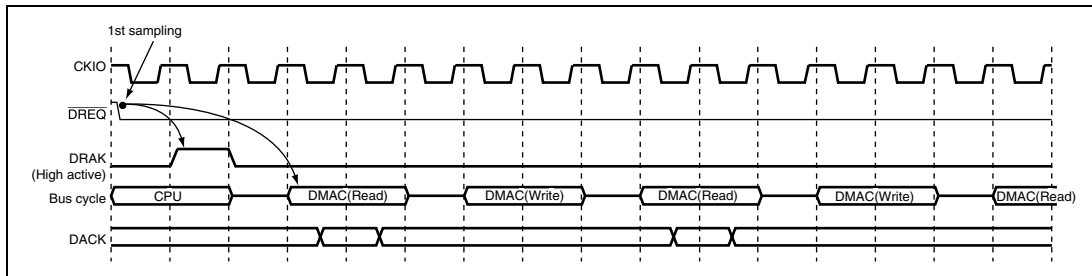 1st sampling
CKIO
DREQ
DRAK
(High active)
Bus cycle CPU DMAC(Read) DMAC(Write) DMAC(Read) DMAC(Write) DMAC(Read)
DACK